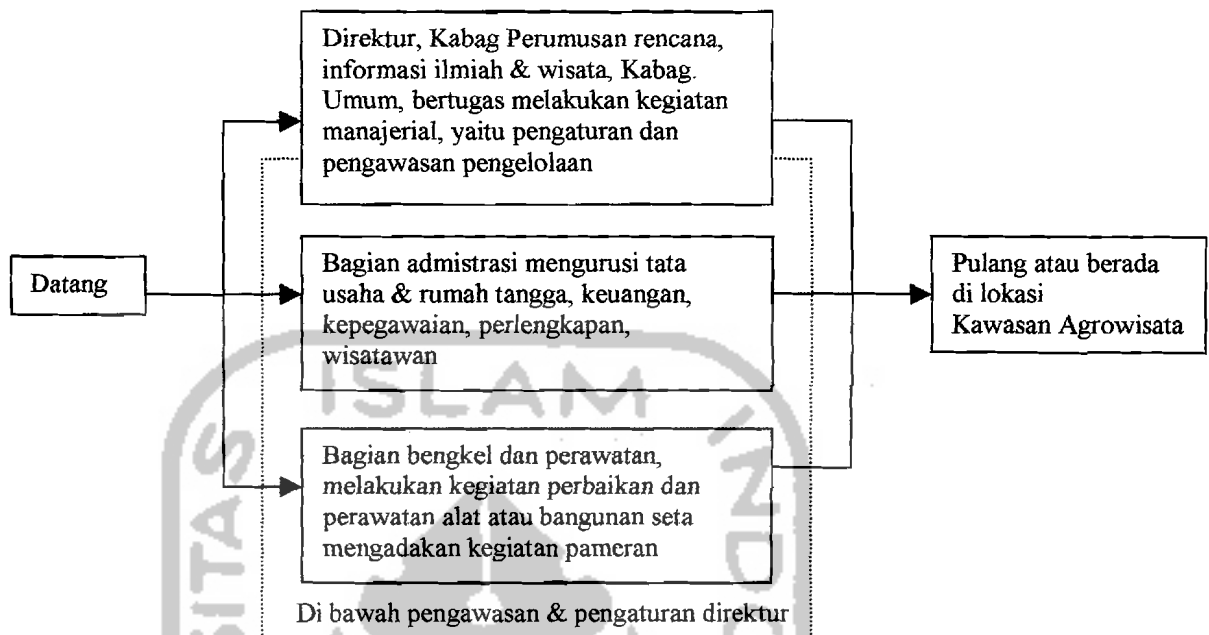 Direktur, Kabag Perumusan rencana,
informasi ilmiah & wisata, Kabag.
Umum, bertugas melakukan kegiatan
manajerial, yaitu pengaturan dan
pengawasan pengelolaan
Datang
Bagian admistrasi mengurusi tata
usaha & rumah tangga, keuangan,
kepegawaian, perlengkapan,
wisatawan
Pulang atau berada
di lokasi
Kawasan Agrowisata
Bagian bengkel dan perawatan,
melakukan kegiatan perbaikan dan
perawatan alat atau bangunan seta
mengadakan kegiatan pameran
Di bawah pengawasan & pengaturan direktur
ISLAM
SITAS
INDO